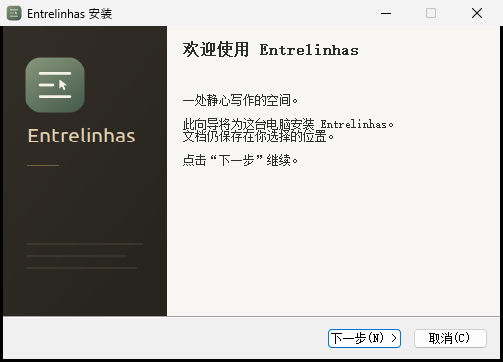 Entrelinhas 安装
Entrelinhas
欢迎使用 Entrelinhas
一处静心写作的空间。
此向导将为这台电脑安装 Entrelinhas。
文档仍保存在你选择的位置。
点击“下一步”继续。
下一步(N) >
取消(C)